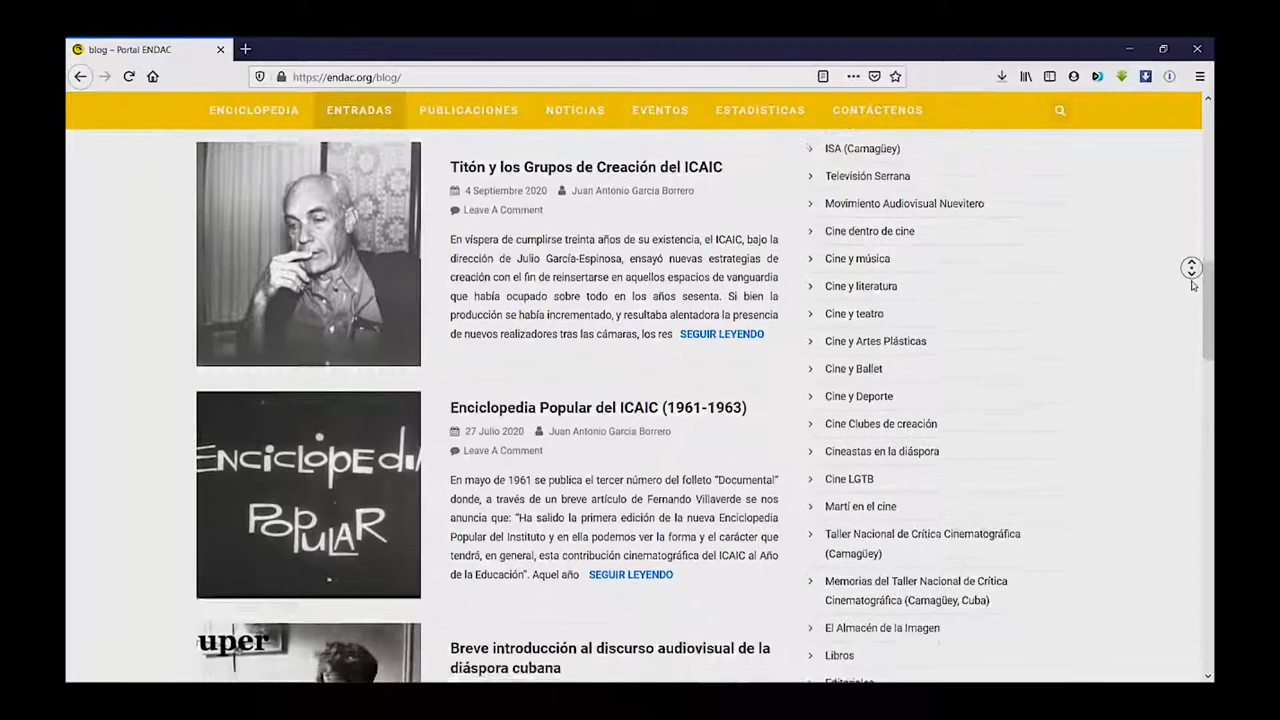 blog – Portal ENDAC
https://endac.org/blog/
ENCICLOPEDIA ENTRADAS PUBLICACIONES NOTICIAS EVENTOS ESTADÍSTICAS CONTÁCTENOS
Titón y los Grupos de Creación del ICAIC
4 Septiembre 2020 Juan Antonio García Borrero
Leave A Comment
En víspera de cumplirse treinta años de su existencia, el ICAIC, bajo la
dirección de Julio García-Espinosa, ensayó nuevas estrategias de
creación con el fin de reinsertarse en aquellos espacios de vanguardia
que había ocupado sobre todo en los años sesenta. Si bien la
producción se había incrementado, y resultaba alentadora la presencia
de nuevos realizadores tras las cámaras, los res SEGUIR LEYENDO
ENciclopEdia
PopulAR
Enciclopedia Popular del ICAIC (1961-1963)
27 Julio 2020 Juan Antonio García Borrero
Leave A Comment
En mayo de 1961 se publica el tercer número del folleto “Documental”
donde, a través de un breve artículo de Fernando Villaverde se nos
anuncia que: “Ha salido la primera edición de la nueva Enciclopedia
Popular del Instituto y en ella podemos ver la forma y el carácter que
tendrá, en general, esta contribución cinematográfica del ICAIC al Año
de la Educación”. Aquel año SEGUIR LEYENDO
uper
Breve introducción al discurso audiovisual de la
diáspora cubana
ISA (Camagüey)
Televisión Serrana
Movimiento Audiovisual Nuevitero
Cine dentro de cine
Cine y música
Cine y literatura
Cine y teatro
Cine y Artes Plásticas
Cine y Ballet
Cine y Deporte
Cine Clubes de creación
Cineastas en la diáspora
Cine LGTB
Martí en el cine
Taller Nacional de Crítica Cinematográfica
(Camagüey)
Memorias del Taller Nacional de Crítica
Cinematográfica (Camagüey, Cuba)
El Almacén de la Imagen
Libros